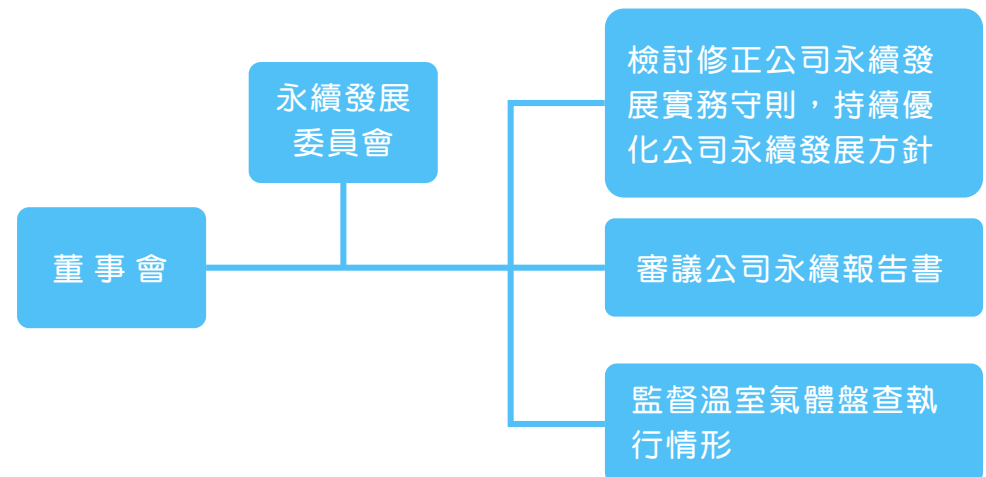 董事會
永續發展
委員會
檢討修正公司永續發
展實務守則，持續優
化公司永續發展方針
審議公司永續報告書
監督溫室氣體盤查執
行情形